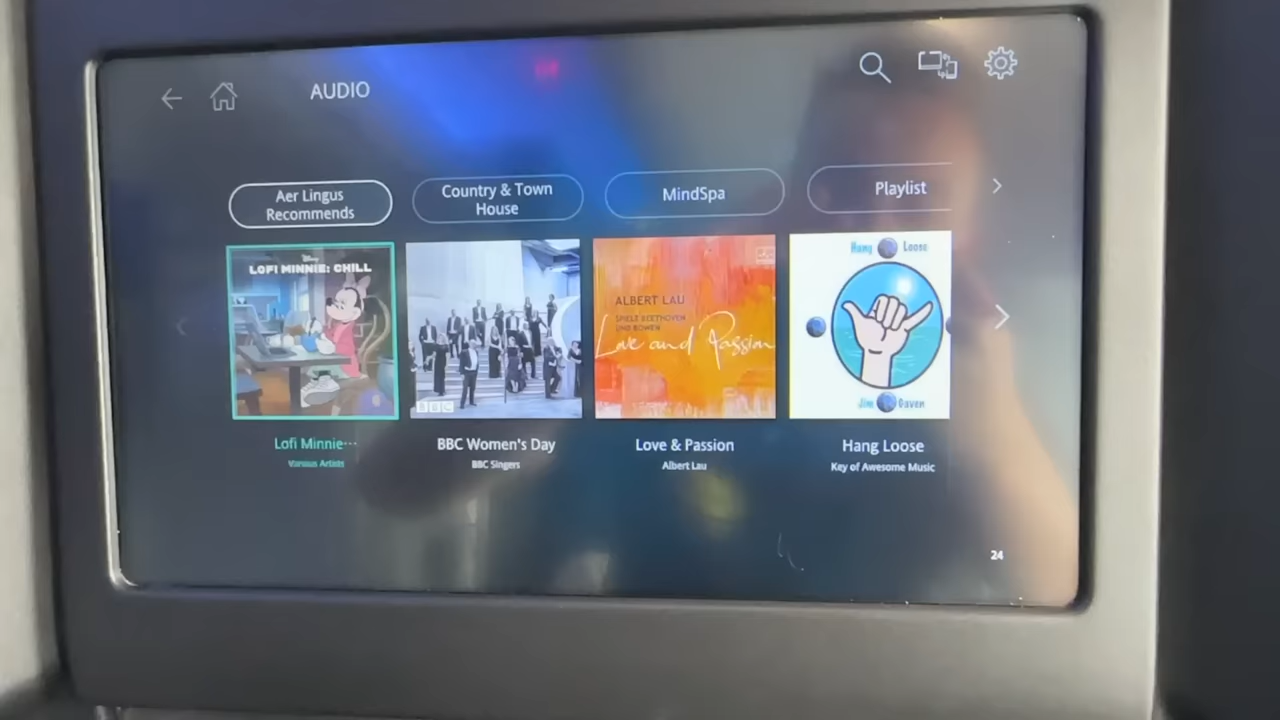 AUDIO
Aer Lingus
Recommends
Country & Town
House
MindSpa
Playlist
Disney
LOFI MINNIE: CHILL
BBC
ALBERT LAU
SPIELT BEETHOVEN
UND BOWEN
Love and Passion
Hang Loose
Jim Daven
Lofi Minnie···
Various Artists
BBC Women's Day
BBC Singers
Love & Passion
Albert Lau
Hang Loose
Key of Awesome Music
24